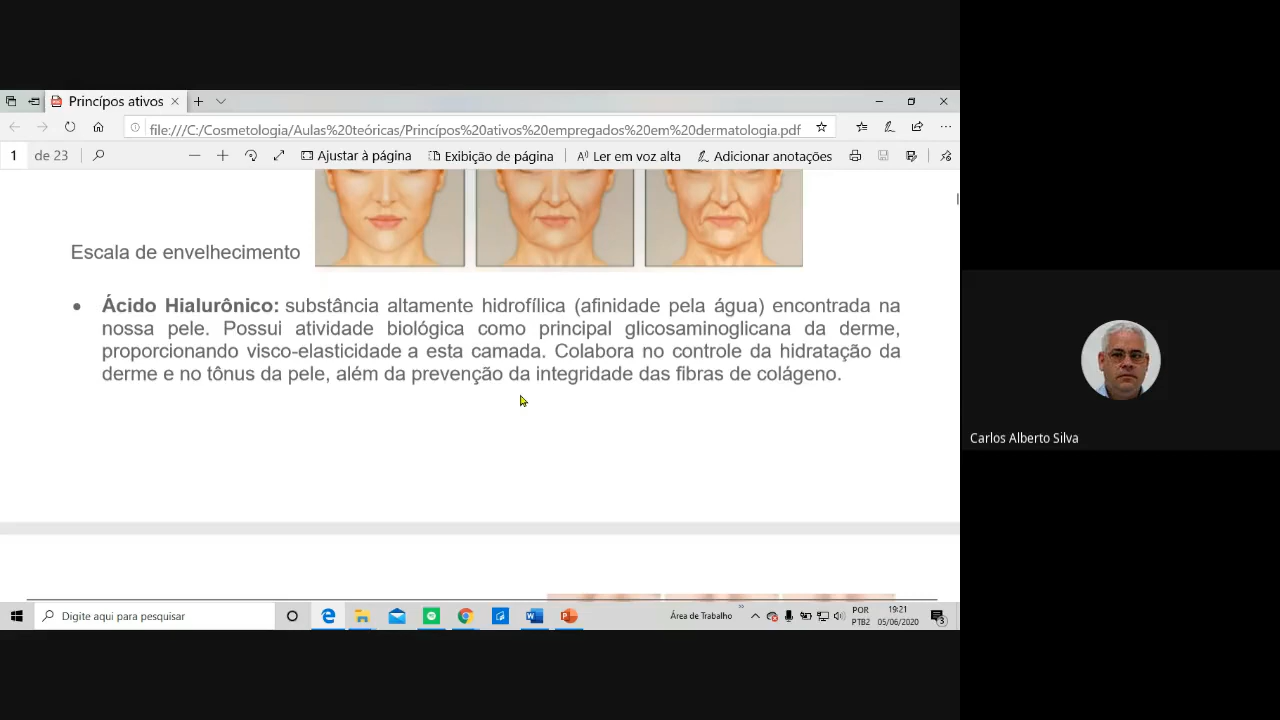 Princípos ativos
file:///C:/Cosmetologia/Aulas%20teóricas/Princípos%20ativos%20empregados%20em%20dermatologia.pdf
1 de 23 Ajustar à página Exibição de página Ler em voz alta Adicionar anotações
Escala de envelhecimento
• Ácido Hialurônico: substância altamente hidrofílica (afinidade pela água) encontrada na
nossa pele. Possui atividade biológica como principal glicosaminoglicana da derme,
proporcionando visco-elasticidade a esta camada. Colabora no controle da hidratação da
derme e no tônus da pele, além da prevenção da integridade das fibras de colágeno.
Carlos Alberto Silva
Digite aqui para pesquisar
Área de Trabalho
POR
PTB2
19:21
05/06/2020
3